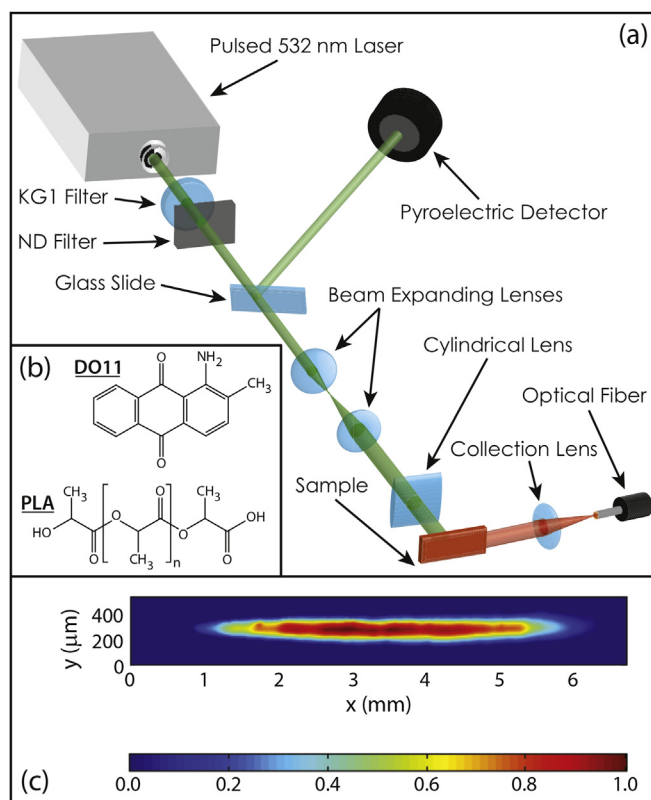 (a)
Pulsed 532 nm Laser
KG1 Filter
ND Filter
Pyroelectric Detector
Glass Slide
Beam Expanding Lenses
Cylindrical Lens
Optical Fiber
Collection Lens
Sample
(b)
DO11
O NH2
CH3
O
PLA
CH3 O CH3
HO O O OH
O CH3 O
n
400
200
0
y (μm)
0 1 2 3 4 5 6
x (mm)
(c)
0.0 0.2 0.4 0.6 0.8 1.0